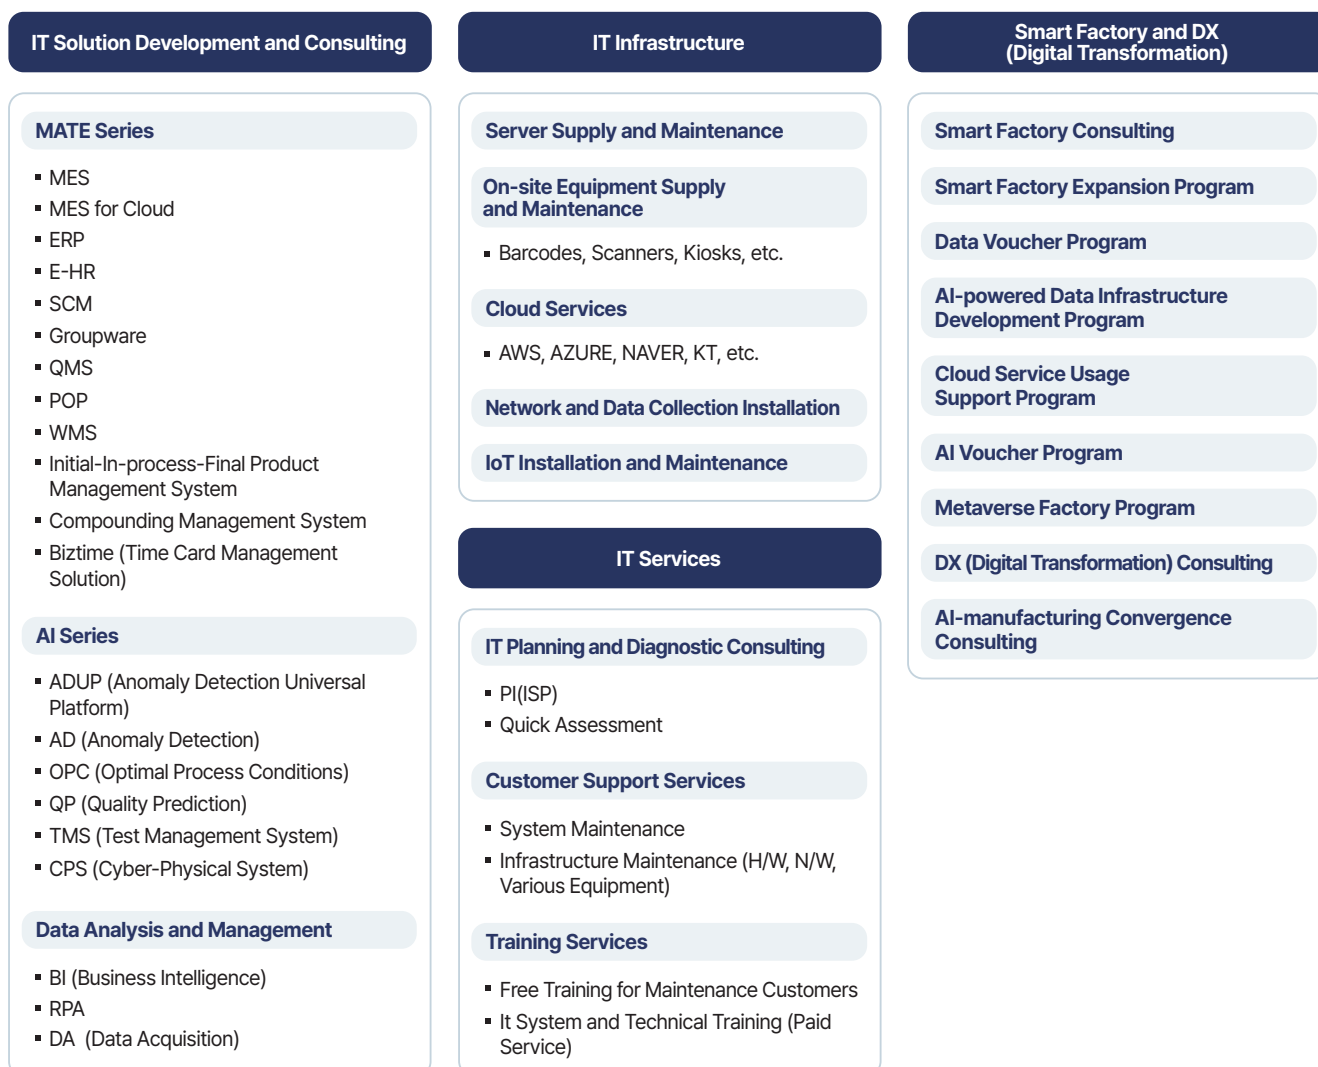 IT Solution Development and Consulting
MATE Series
MES
MES for Cloud
ERP
E-HR
SCM
Groupware
QMS
POP
WMS
Initial-In-process-Final Product
Management System
Compounding Management System
Biztime (Time Card Management
Solution)
AI Series
ADUP (Anomaly Detection Universal
Platform)
AD (Anomaly Detection)
OPC (Optimal Process Conditions)
QP (Quality Prediction)
TMS (Test Management System)
CPS (Cyber-Physical System)
Data Analysis and Management
BI (Business Intelligence)
RPA
DA (Data Acquisition)
IT Infrastructure
Server Supply and Maintenance
On-site Equipment Supply
and Maintenance
Barcodes, Scanners, Kiosks, etc.
Cloud Services
AWS, AZURE, NAVER, KT, etc.
Network and Data Collection Installation
IoT Installation and Maintenance
IT Services
IT Planning and Diagnostic Consulting
PI(ISP)
Quick Assessment
Customer Support Services
System Maintenance
Infrastructure Maintenance (H/W, N/W,
Various Equipment)
Training Services
Free Training for Maintenance Customers
It System and Technical Training (Paid
Service)
Smart Factory and DX
(Digital Transformation)
Smart Factory Consulting
Smart Factory Expansion Program
Data Voucher Program
AI-powered Data Infrastructure
Development Program
Cloud Service Usage
Support Program
AI Voucher Program
Metaverse Factory Program
DX (Digital Transformation) Consulting
AI-manufacturing Convergence
Consulting